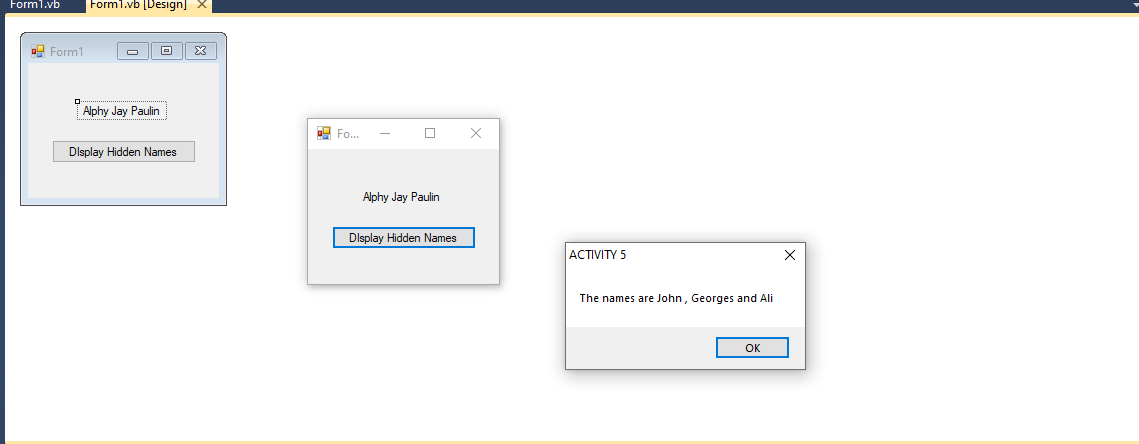 Form1.vb
Form1.vb [Design]
Form1
Alphy Jay Paulin
DIsplay Hidden Names
Fo...
Alphy Jay Paulin
DIsplay Hidden Names
ACTIVITY 5
The names are John , Georges and Ali
OK